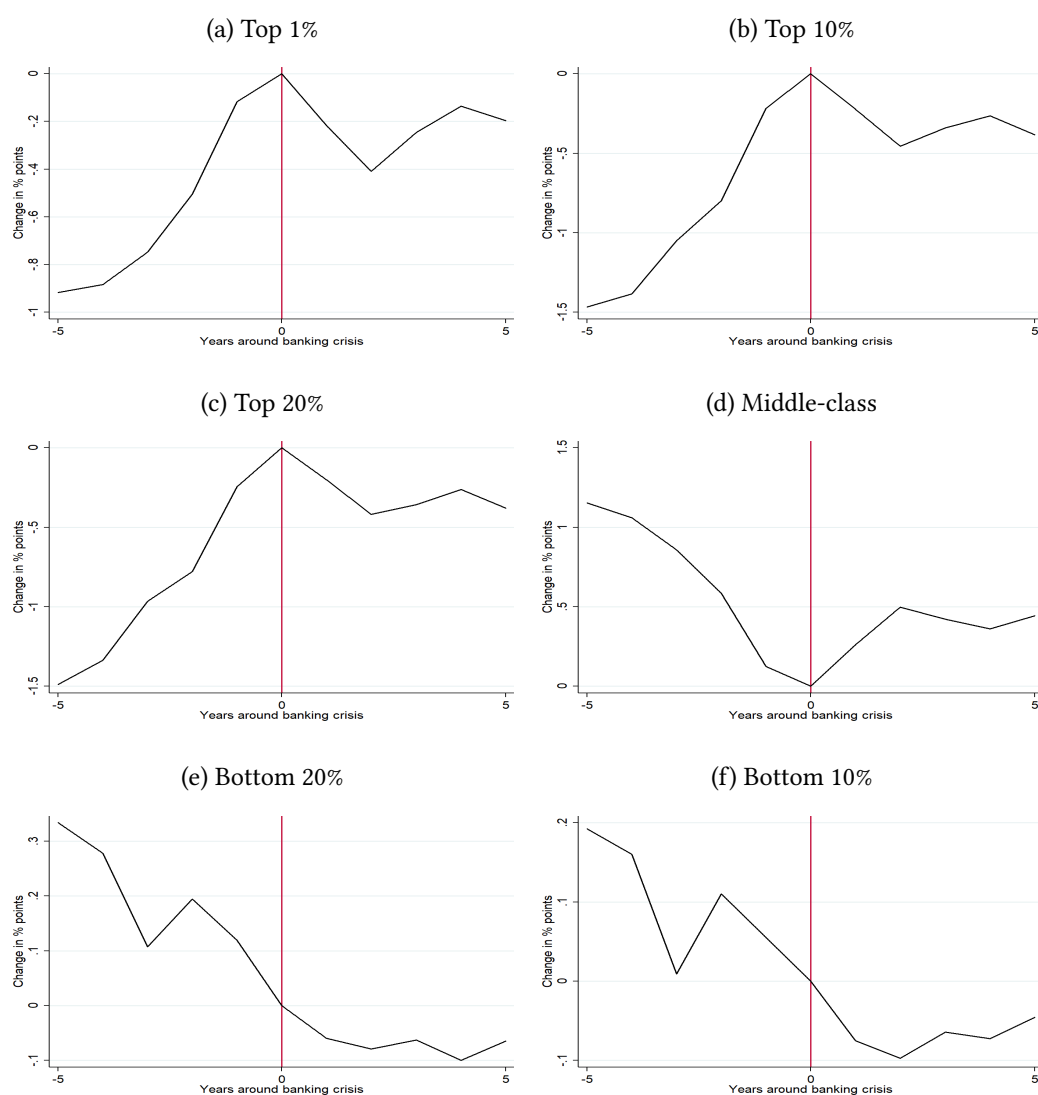 (a) Top 1%
Change in % points
0
-.2
-.4
-.6
-.8
-1
-5
0
5
Years around banking crisis
(b) Top 10%
Change in % points
0
-.5
-1
-1.5
-5
0
5
Years around banking crisis
(c) Top 20%
Change in % points
0
-.5
-1
-1.5
-5
0
5
Years around banking crisis
(d) Middle-class
Change in % points
1.5
1
.5
0
-5
0
5
Years around banking crisis
(e) Bottom 20%
Change in % points
.3
.2
.1
0
-.1
-5
0
5
Years around banking crisis
(f) Bottom 10%
Change in % points
.2
.1
0
-.1
-5
0
5
Years around banking crisis